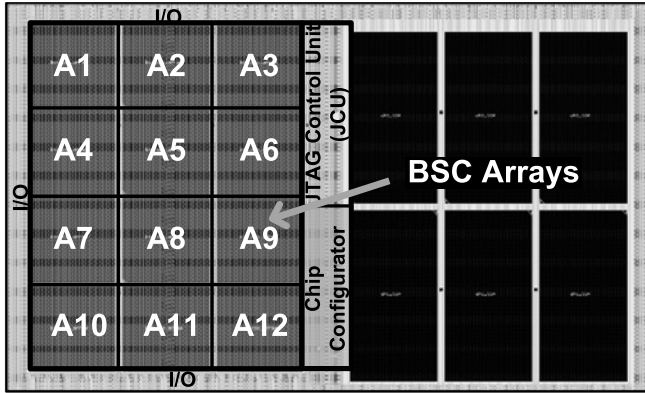 I/O
A1 A2 A3
A4 A5 A6
I/O
A7 A8 A9
A10 A11 A12
I/O
JTAG Control Unit
(JCU)
Chip
Configurator
BSC Arrays